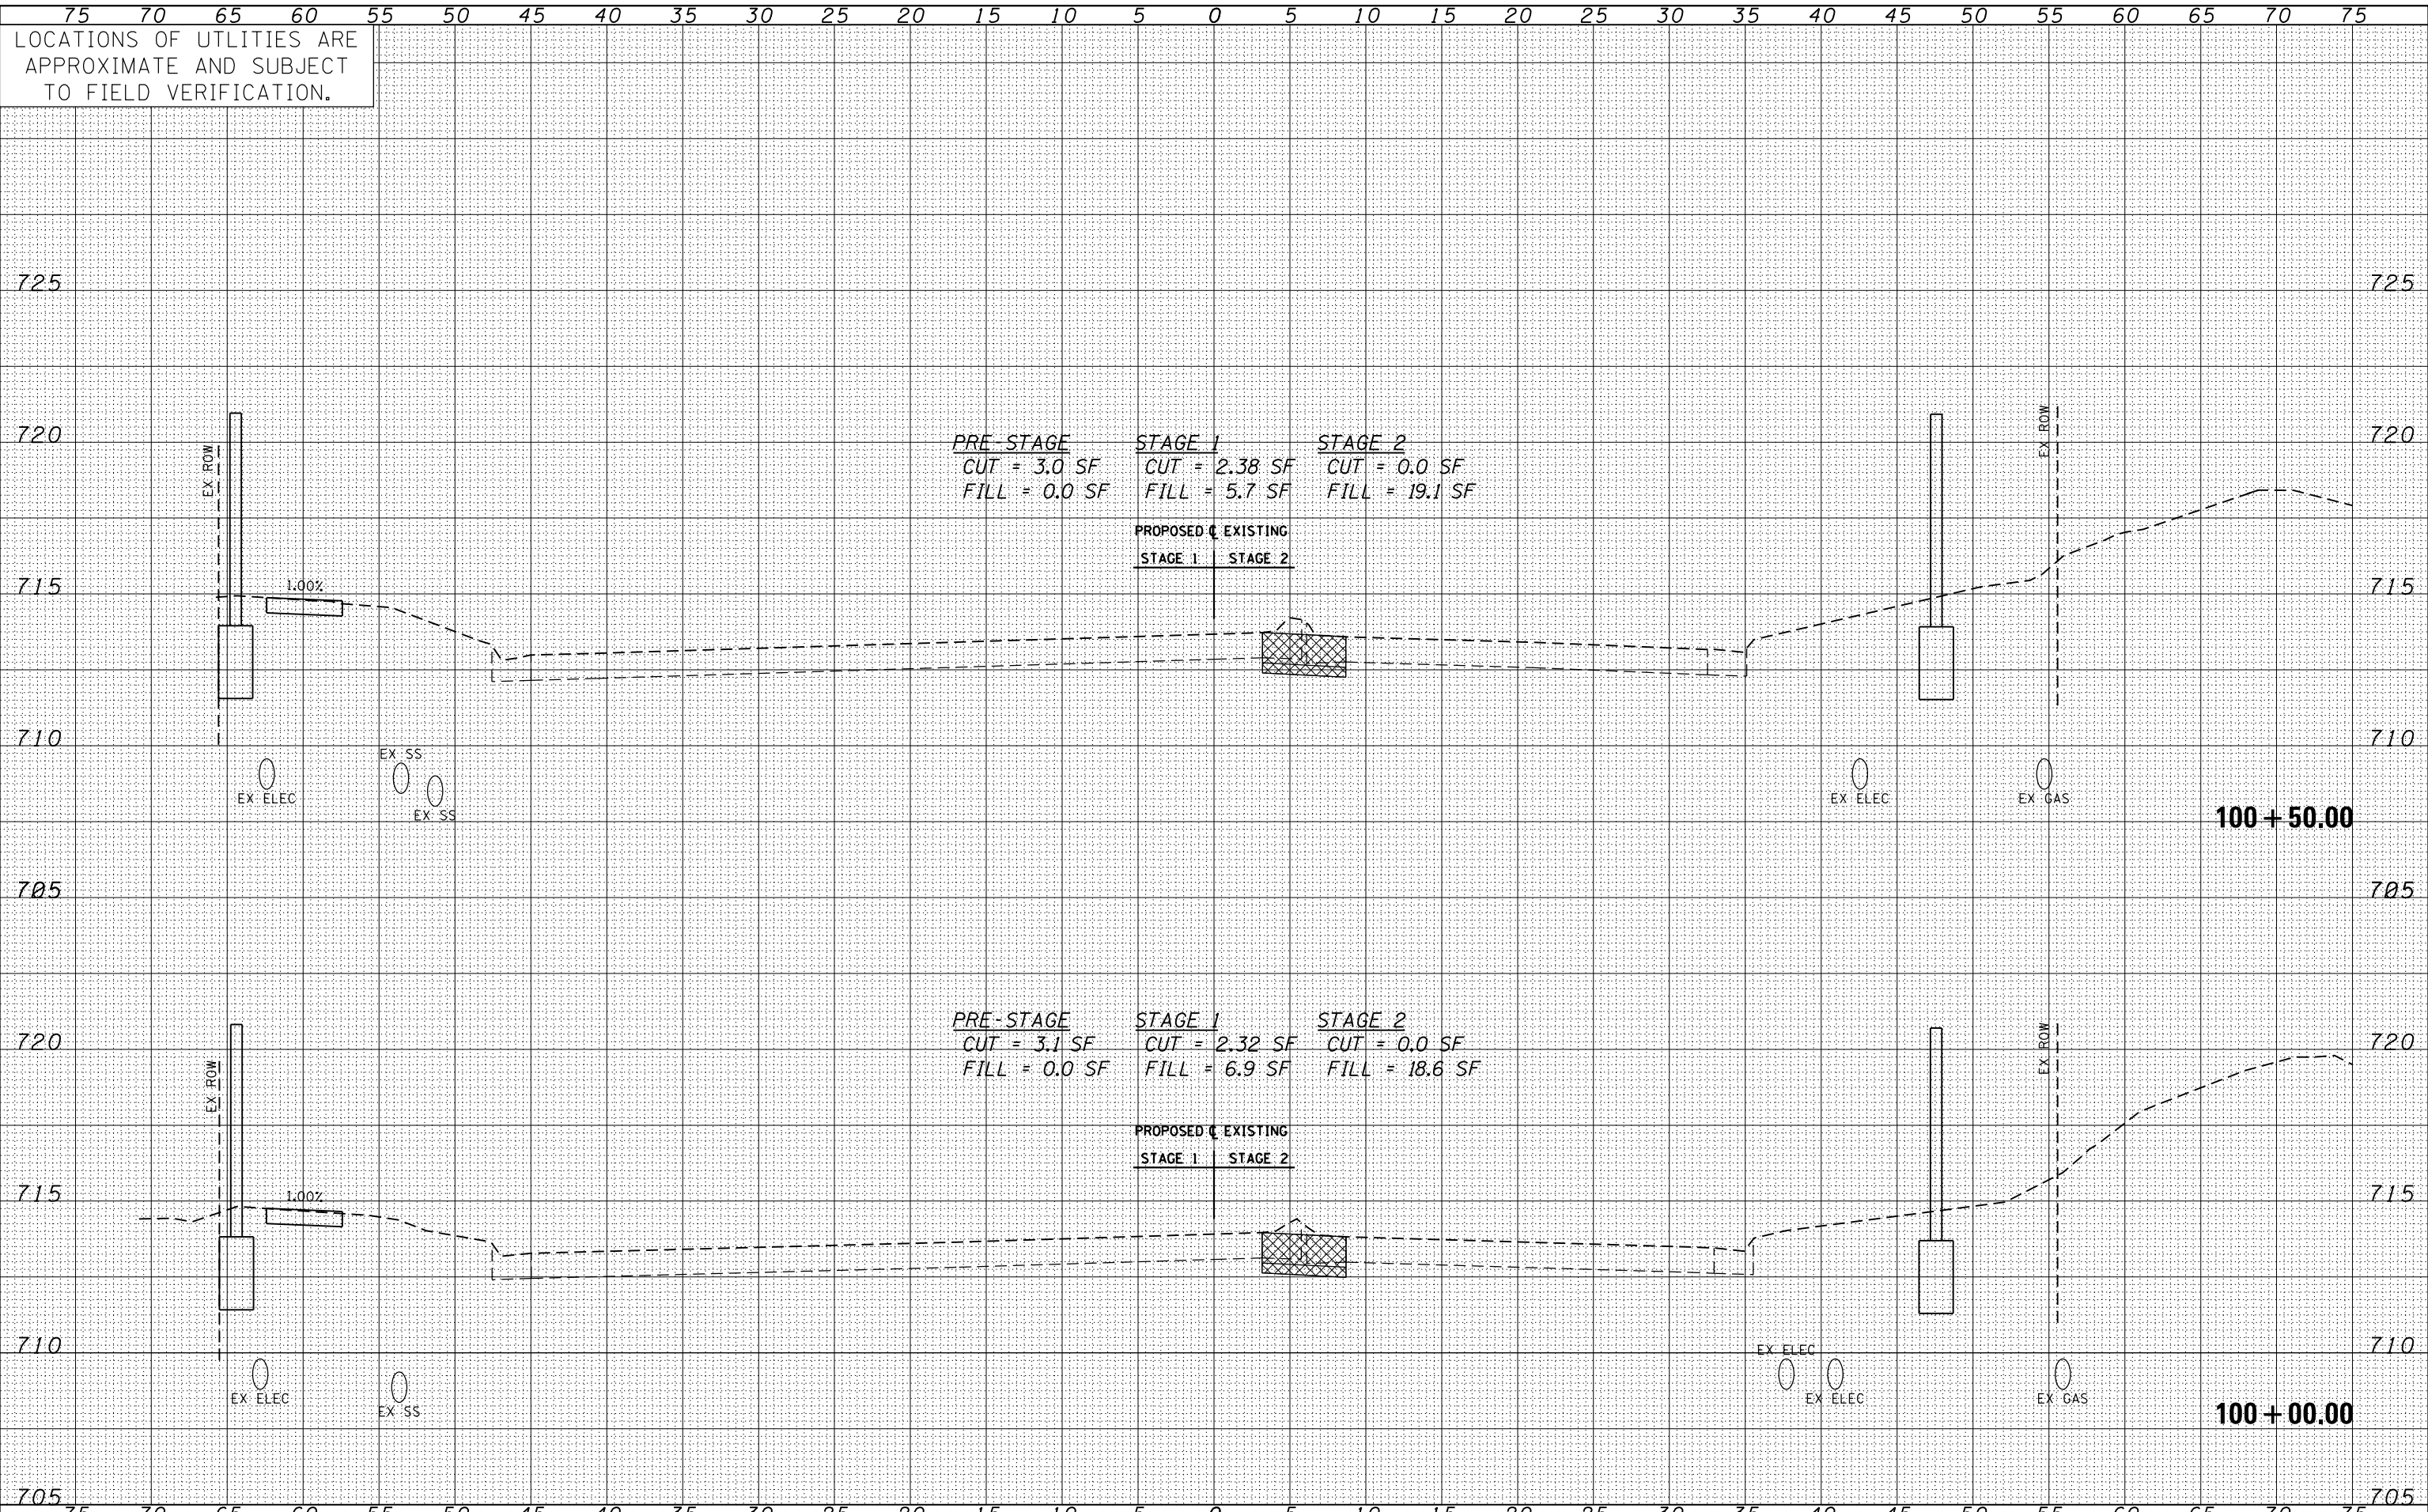 75 70 65 60 55 50 45 40 35 30 25 20 15 10 5 0 5 10 15 20 25 30 35 40 45 50 55 60 65 70 75
LOCATIONS OF UTLITIES ARE
APPROXIMATE AND SUBJECT
TO FIELD VERIFICATION.
725 725
720 720
EX ROW
EX ROW
PRE-STAGE STAGE 1 STAGE 2
CUT = 3.0 SF CUT = 2.38 SF CUT = 0.0 SF
FILL = 0.0 SF FILL = 5.7 SF FILL = 19.1 SF
PROPOSED ℄ EXISTING
STAGE 1 STAGE 2
715 715
1.00%
710 710
EX SS
EX ELEC
EX SS
EX ELEC
EX GAS
100+50.00
705 705
720 720
EX ROW
EX ROW
PRE-STAGE STAGE 1 STAGE 2
CUT = 3.1 SF CUT = 2.32 SF CUT = 0.0 SF
FILL = 0.0 SF FILL = 6.9 SF FILL = 18.6 SF
PROPOSED ℄ EXISTING
STAGE 1 STAGE 2
715 715
1.00%
710 710
EX ELEC
EX ELEC
EX SS
EX ELEC
EX GAS
100+00.00
705 705
75 70 65 60 55 50 45 40 35 30 25 20 15 10 5 0 5 10 15 20 25 30 35 40 45 50 55 60 65 70 75